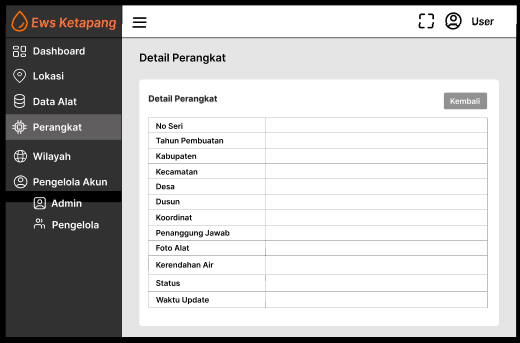 Ews Ketapang
User
Dashboard
Lokasi
Data Alat
Perangkat
Wilayah
Pengelola Akun
Admin
Pengelola
Detail Perangkat
Detail Perangkat
Kembali
No Seri
Tahun Pembuatan
Kabupaten
Kecamatan
Desa
Dusun
Koordinat
Penanggung Jawab
Foto Alat
Kerendahan Air
Status
Waktu Update